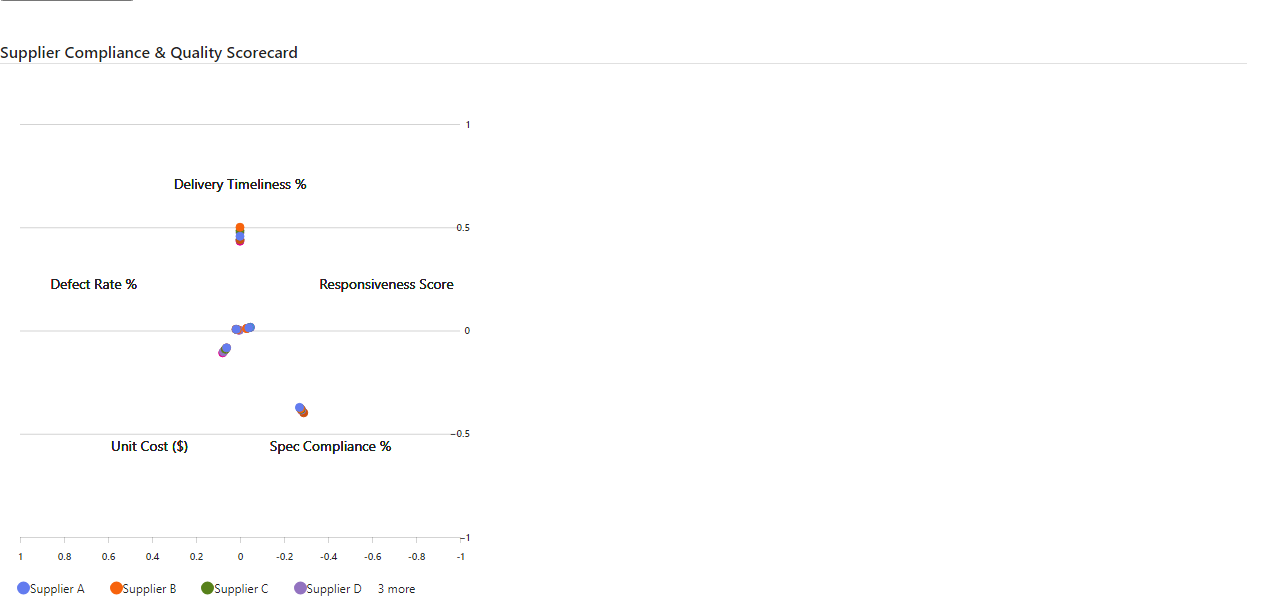 Supplier Compliance & Quality Scorecard
1
Delivery Timeliness %
0.5
Defect Rate %
Responsiveness Score
0
-0.5
Unit Cost ($)
Spec Compliance %
-1
1 0.8 0.6 0.4 0.2 0 -0.2 -0.4 -0.6 -0.8 -1
Supplier A Supplier B Supplier C Supplier D 3 more